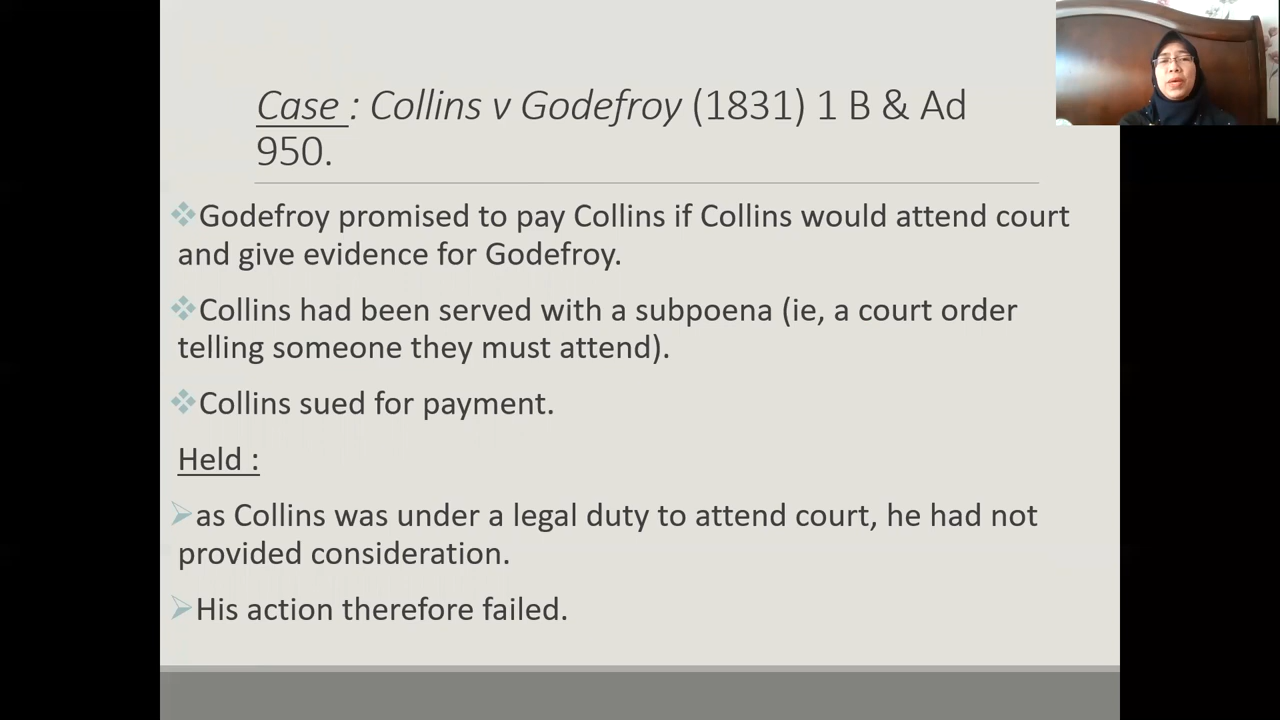 Case : Collins v Godefroy (1831) 1 B & Ad
950.
❖Godefroy promised to pay Collins if Collins would attend court
and give evidence for Godefroy.
❖Collins had been served with a subpoena (ie, a court order
telling someone they must attend).
❖Collins sued for payment.
Held :
➢as Collins was under a legal duty to attend court, he had not
provided consideration.
➢His action therefore failed.